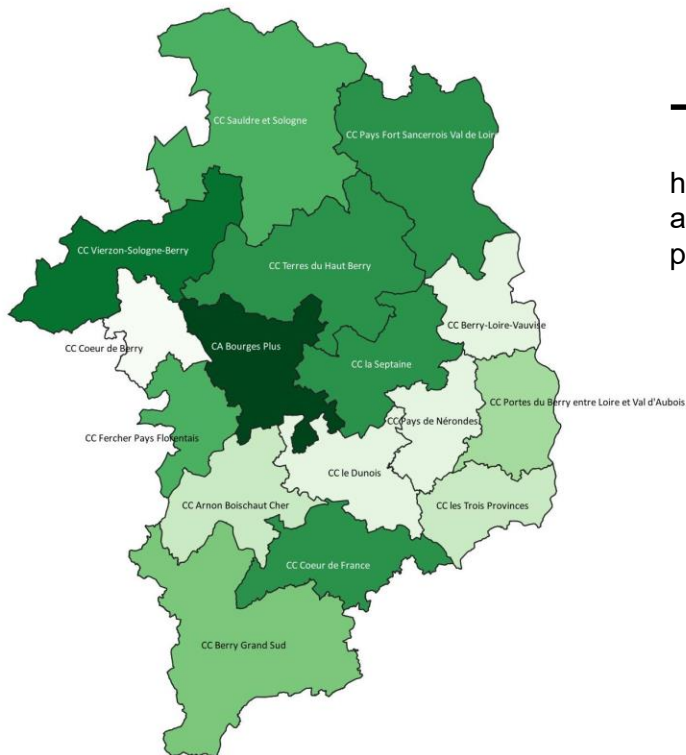 CC Sauldre et Sologne
CC Pays Fort Sancerrois Val de Loir
CC Vierzon-Sologne-Berry
CC Terres du Haut Berry
CC Berry-Loire-Vauvise
CC Coeur de Berry
CA Bourges Plus
CC la Septaine
CC Portes du Berry entre Loire et Val d'Aubois
CC Pays de Nérondes
CC Fercher Pays Florentais
CC le Dunois
CC Arnon Boischaut Cher
CC les Trois Provinces
CC Coeur de France
CC Berry Grand Sud
h
a
p